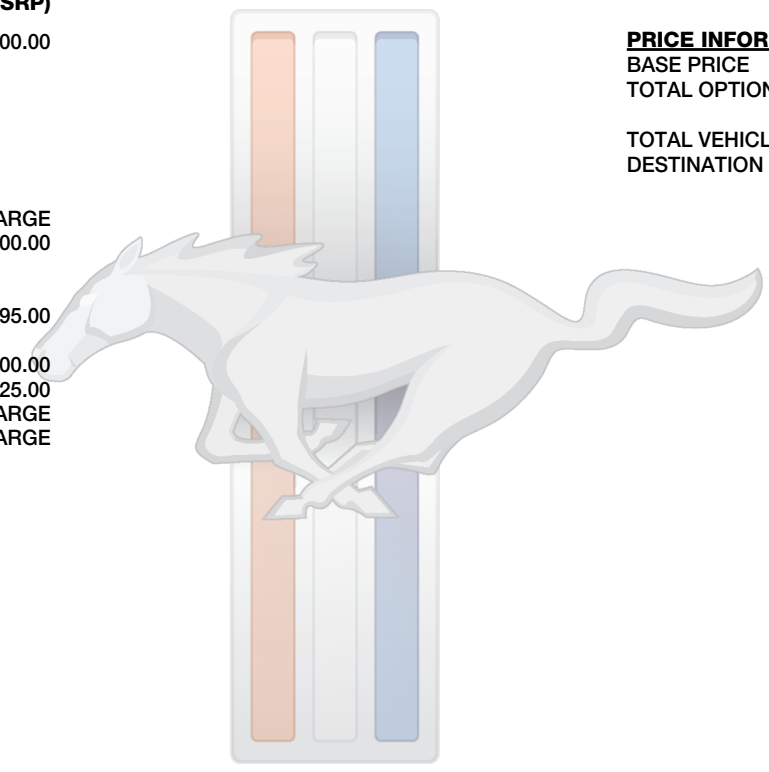 SRP)
00.00
ARGE
00.00
95.00
00.00
25.00
ARGE
ARGE
PRICE INFOR
BASE PRICE
TOTAL OPTION
TOTAL VEHICL
DESTINATION